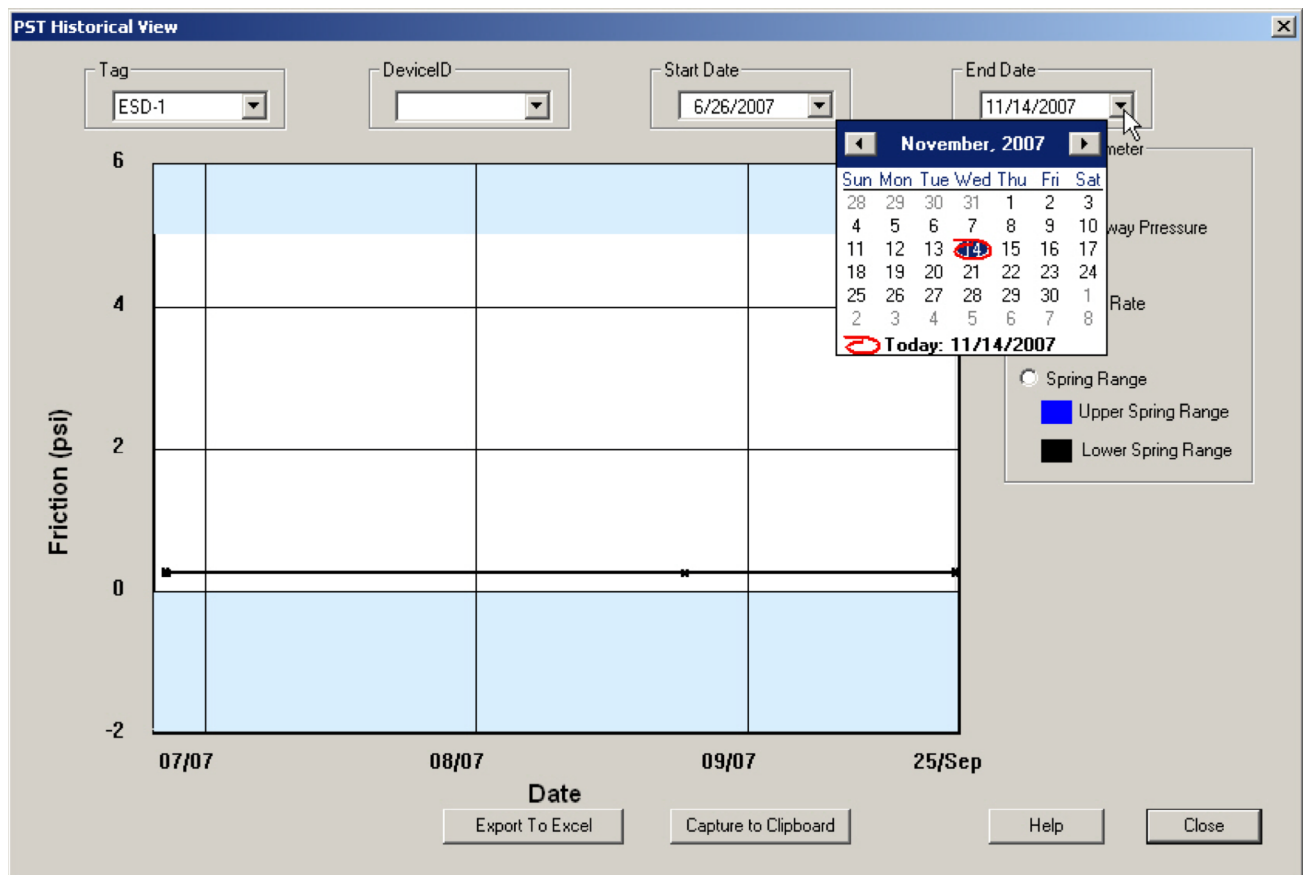 PST Historical View
Tag
DeviceID
Start Date
End Date
ESD-1
6/26/2007
11/14/2007
November, 2007
Sun Mon Tue Wed Thu Fri Sat
28 29 30 31 1 2 3
4 5 6 7 8 9 10
11 12 13 14 15 16 17
18 19 20 21 22 23 24
25 26 27 28 29 30 1
2 3 4 5 6 7 8
Today: 11/14/2007
meter
way Prressure
Rate
Spring Range
Upper Spring Range
Lower Spring Range
6
4
2
0
-2
Friction (psi)
07/07 08/07 09/07 25/Sep
Date
Export To Excel
Capture to Clipboard
Help
Close